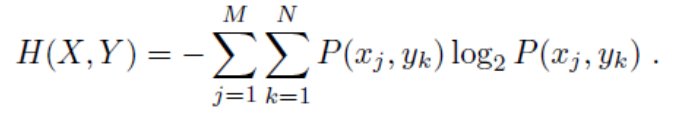 H(X, Y) = -\sum_{j=1}^{M} \sum_{k=1}^{N} P(x_j, y_k) \log_2 P(x_j, y_k) .